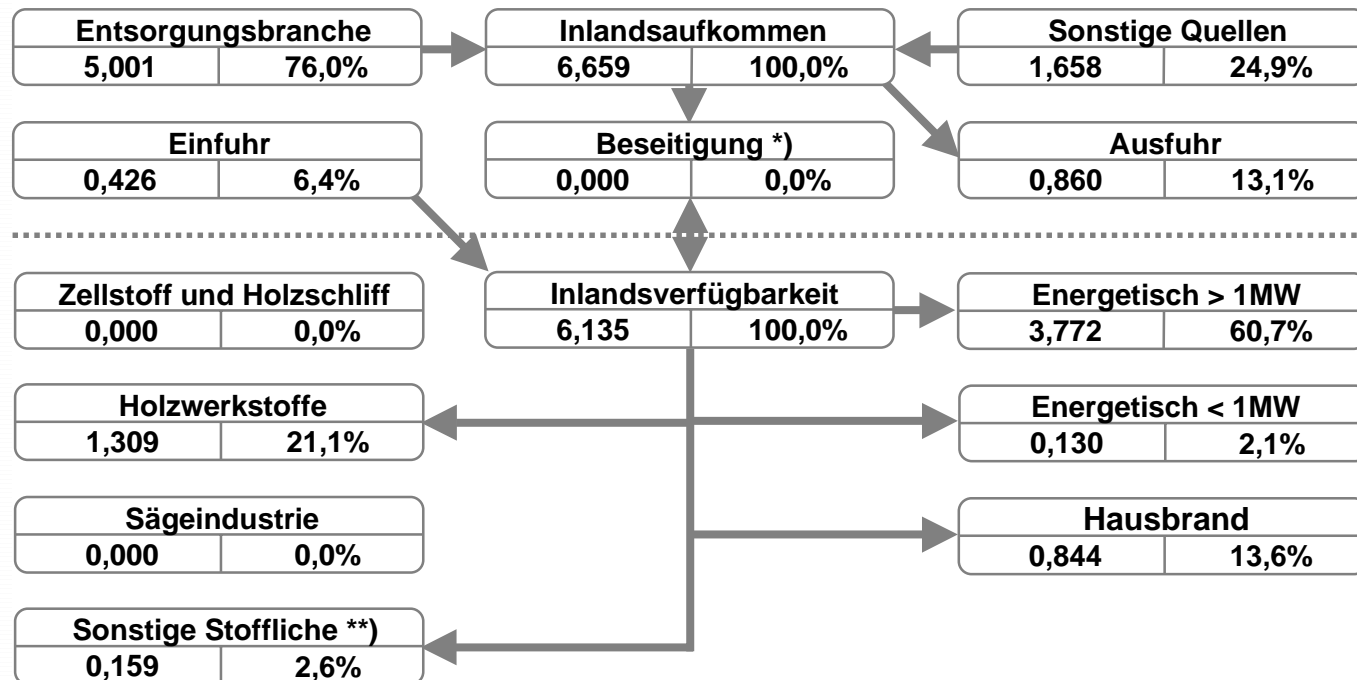 Entsorgungsbranche
5,001 76,0%
Inlandsaufkommen
6,659 100,0%
Sonstige Quellen
1,658 24,9%
Einfuhr
0,426 6,4%
Beseitigung *)
0,000 0,0%
Ausfuhr
0,860 13,1%
Zellstoff und Holzschliff
0,000 0,0%
Inlandsverfügbarkeit
6,135 100,0%
Energetisch > 1MW
3,772 60,7%
Holzwerkstoffe
1,309 21,1%
Energetisch < 1MW
0,130 2,1%
Sägeindustrie
0,000 0,0%
Hausbrand
0,844 13,6%
Sonstige Stoffliche **)
0,159 2,6%